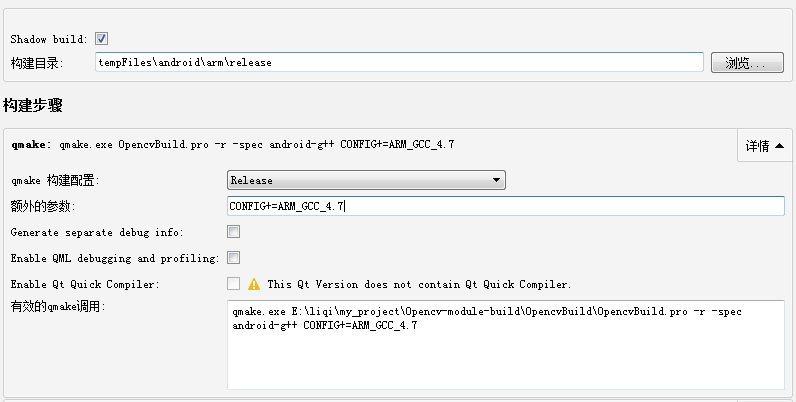 Shadow build:
构建目录: tempFiles\android\arm\release 浏览...
构建步骤
qmake: qmake.exe OpencvBuild.pro -r -spec android-g++ CONFIG+=ARM_GCC_4.7 详情
qmake 构建配置: Release
额外的参数: CONFIG+=ARM_GCC_4.7
Generate separate debug info:
Enable QML debugging and profiling:
Enable Qt Quick Compiler: This Qt Version does not contain Qt Quick Compiler.
有效的qmake调用: qmake.exe E:\liqi\my_project\Opencv-module-build\OpencvBuild\OpencvBuild.pro -r -spec
android-g++ CONFIG+=ARM_GCC_4.7